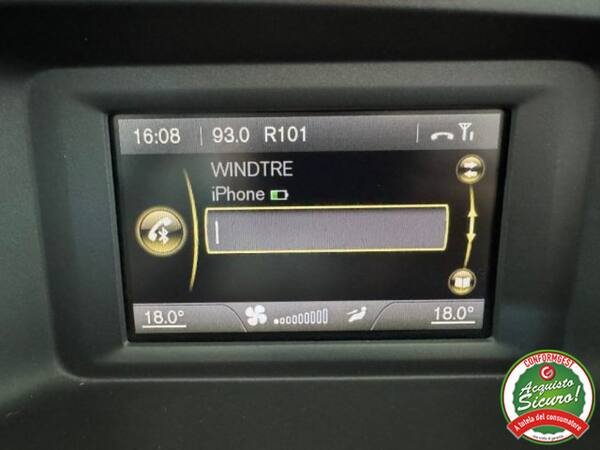 16:08 93.0 R101
WINDTRE
iPhone
18.0° 18.0°
CONFORMGEST
Acquisto
Sicuro!
A tutela del consumatore